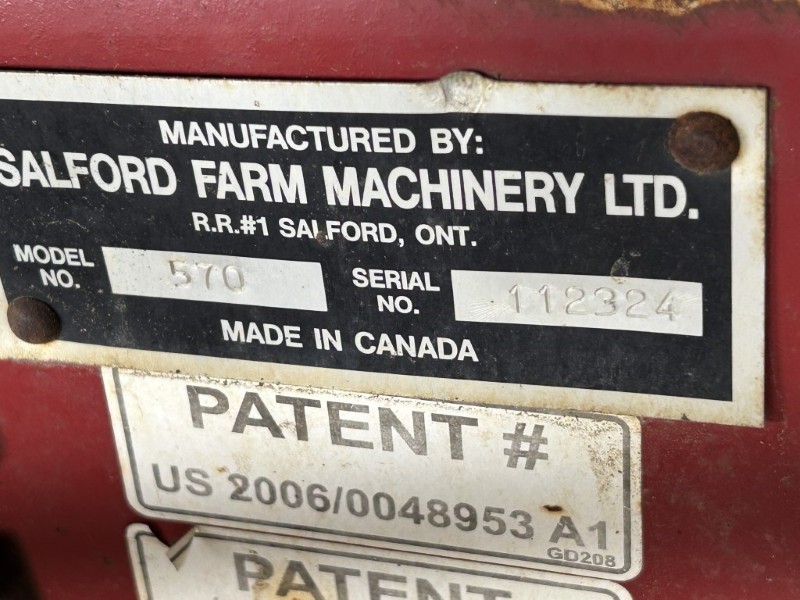 MANUFACTURED BY:
SALFORD FARM MACHINERY LTD.
R.R.#1 SALFORD, ONT.
MODEL NO. 570 SERIAL NO. 112324
MADE IN CANADA
PATENT #
US 2006/0048953 A1
GD208
PATENT